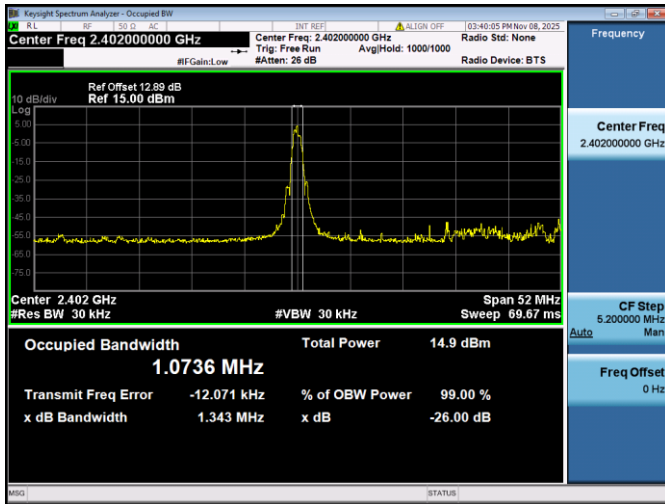 Keysight Spectrum Analyzer - Occupied BW
LXI RL RF 50 Ω AC INT REF ALIGN OFF 03:40:05 PM Nov 08, 2025
Center Freq 2.402000000 GHz
Center Freq: 2.402000000 GHz
Radio Std: None
Trig: Free Run
Avg|Hold: 1000/1000
#IFGain:Low
#Atten: 26 dB
Radio Device: BTS
Ref Offset 12.89 dB
10 dB/div Ref 15.00 dBm
Log
5.00
-5.00
-15.0
-25.0
-35.0
-45.0
-55.0
-65.0
-75.0
Center 2.402 GHz Span 52 MHz
#Res BW 30 kHz #VBW 30 kHz Sweep 69.67 ms
Occupied Bandwidth Total Power 14.9 dBm
1.0736 MHz
Transmit Freq Error -12.071 kHz % of OBW Power 99.00 %
x dB Bandwidth 1.343 MHz x dB -26.00 dB
MSG STATUS
Frequency
Center Freq
2.402000000 GHz
CF Step
5.200000 MHz
Auto Man
Freq Offset
0 Hz